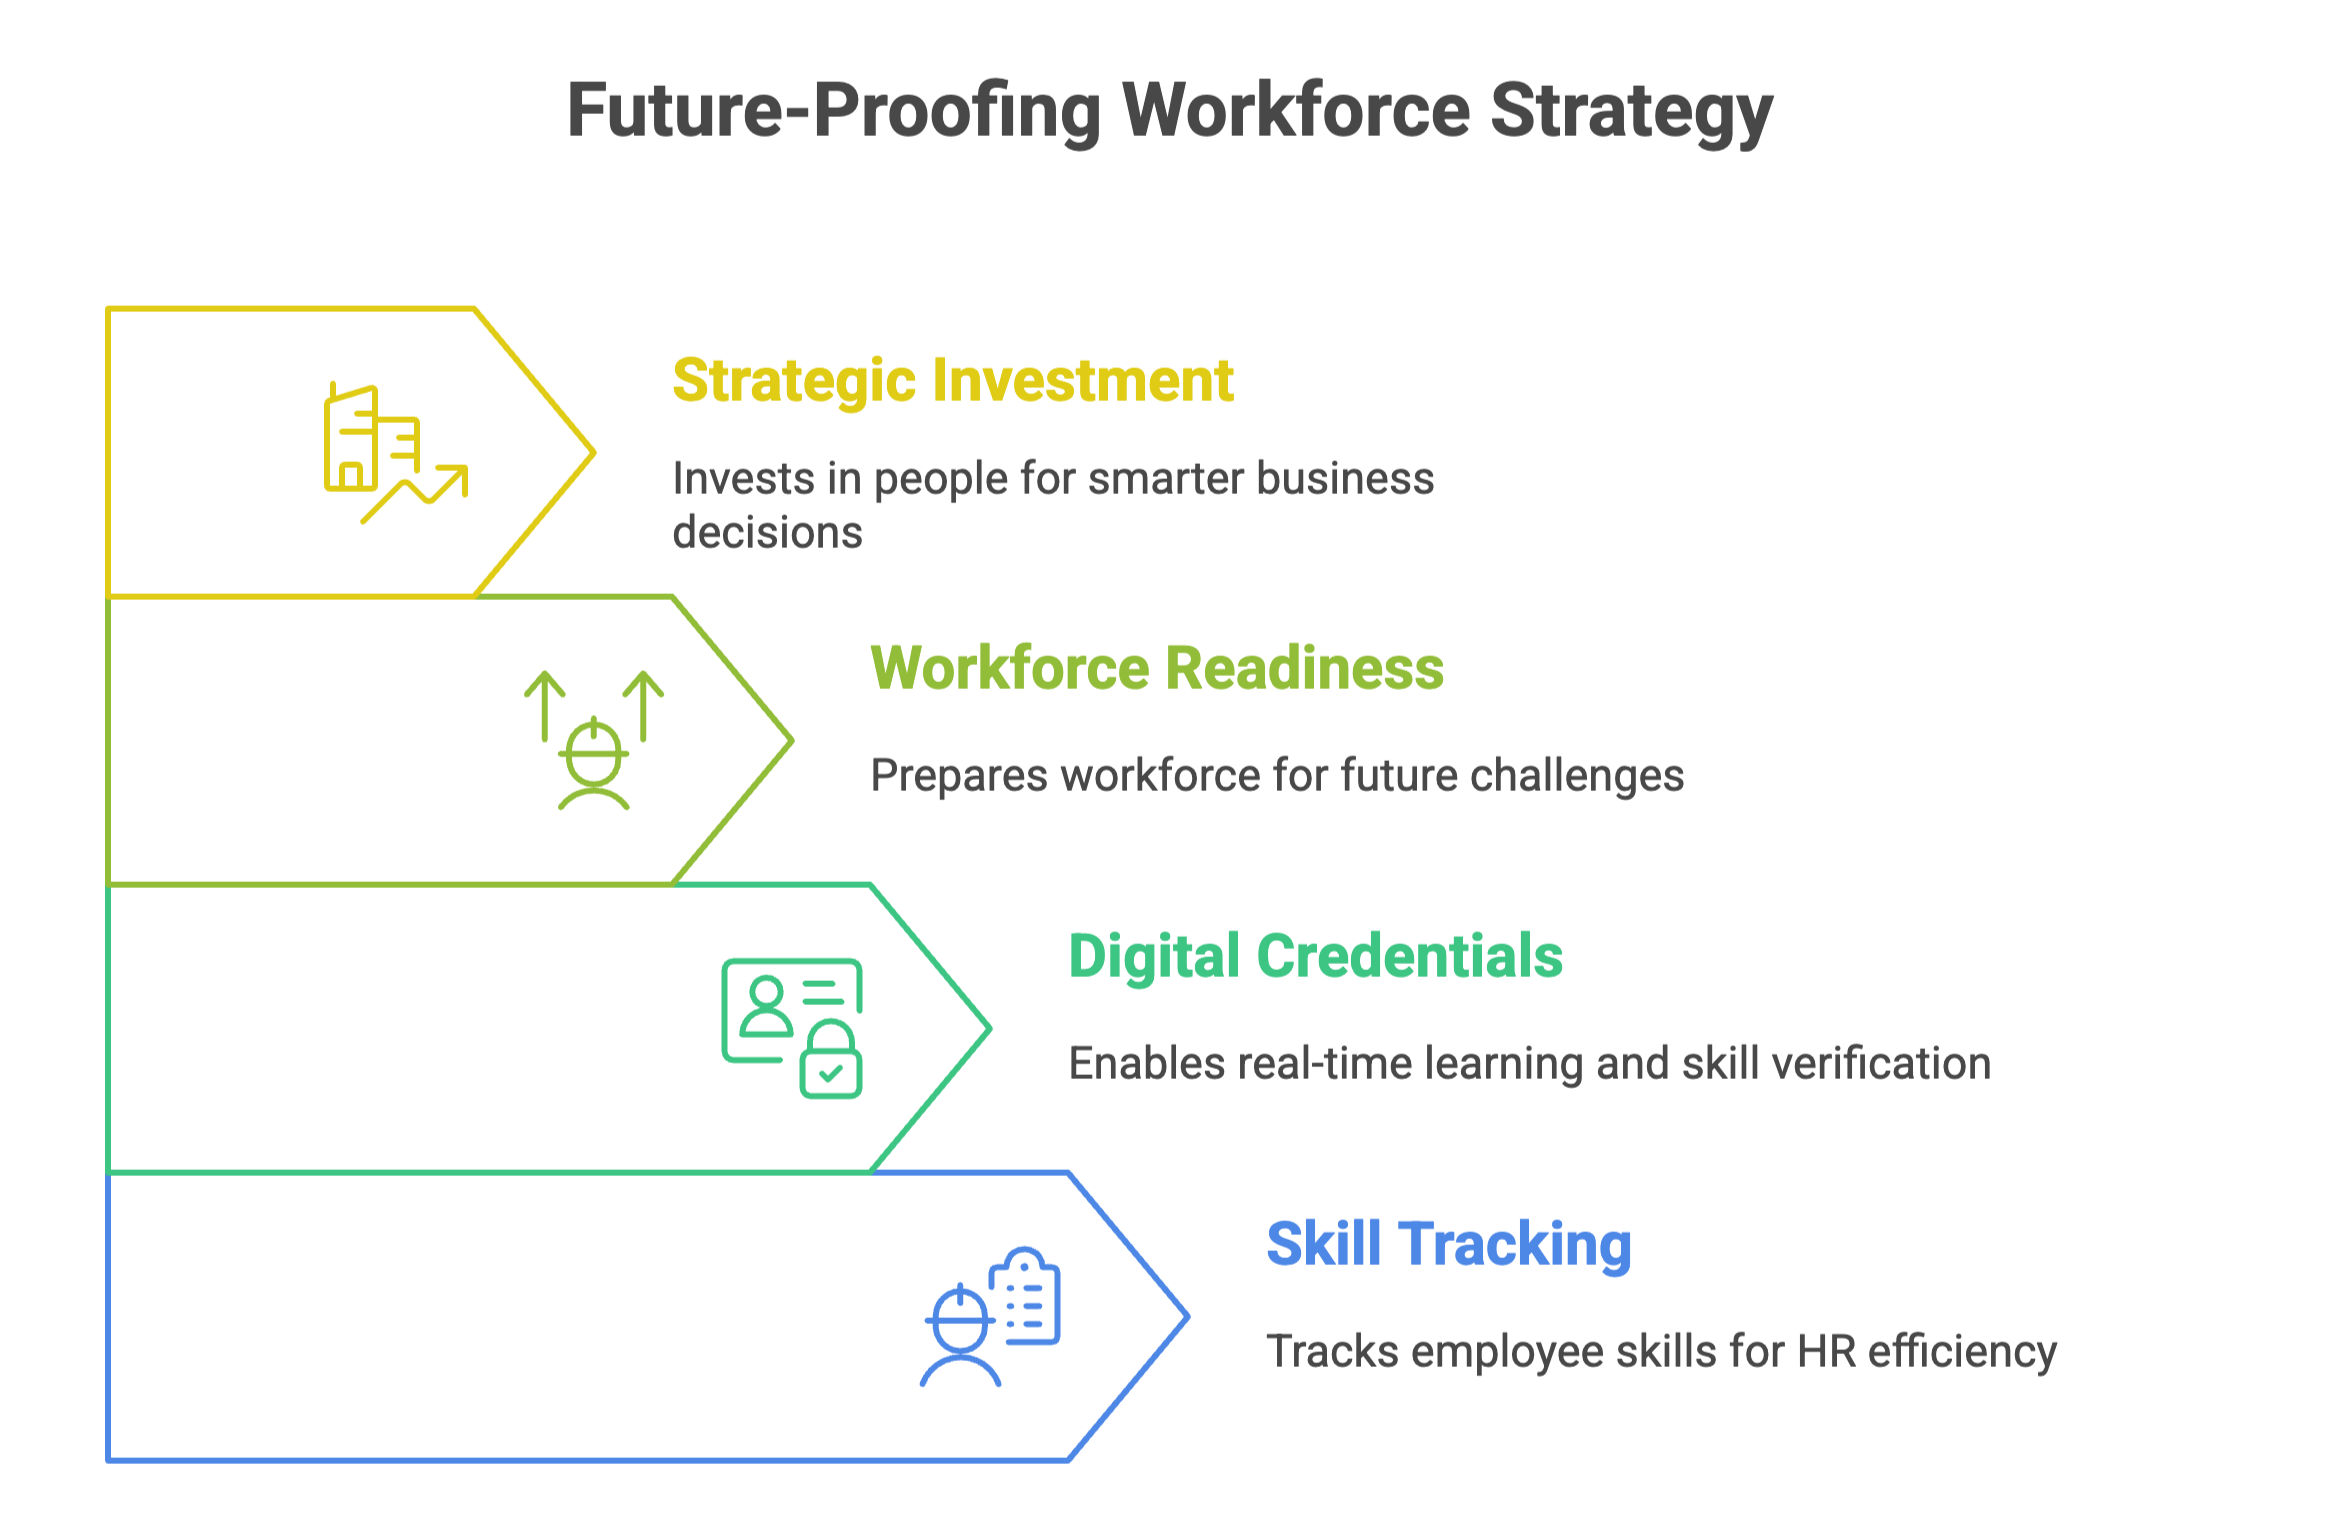 Future-Proofing Workforce Strategy
Strategic Investment
Invests in people for smarter business
decisions
Workforce Readiness
Prepares workforce for future challenges
Digital Credentials
Enables real-time learning and skill verification
Skill Tracking
Tracks employee skills for HR efficiency